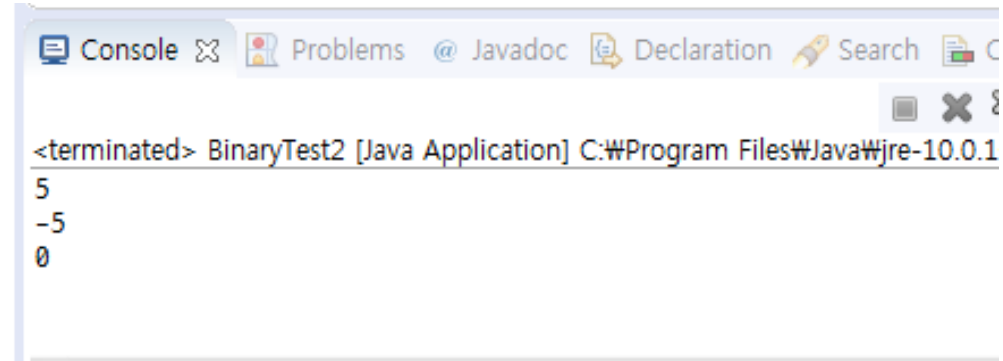 Console Problems @ Javadoc Declaration Search
<terminated> BinaryTest2 [Java Application] C:₩Program Files₩Java₩jre-10.0.1
5
-5
0